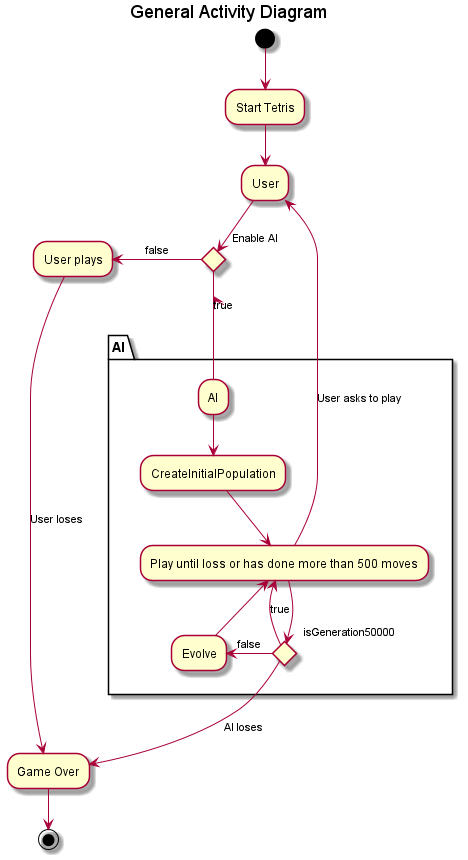 General Activity Diagram
Start Tetris
User
Enable AI
false
User plays
true
AI
AI
User asks to play
CreateInitialPopulation
User loses
Play until loss or has done more than 500 moves
true
isGeneration50000
false
Evolve
AI loses
Game Over